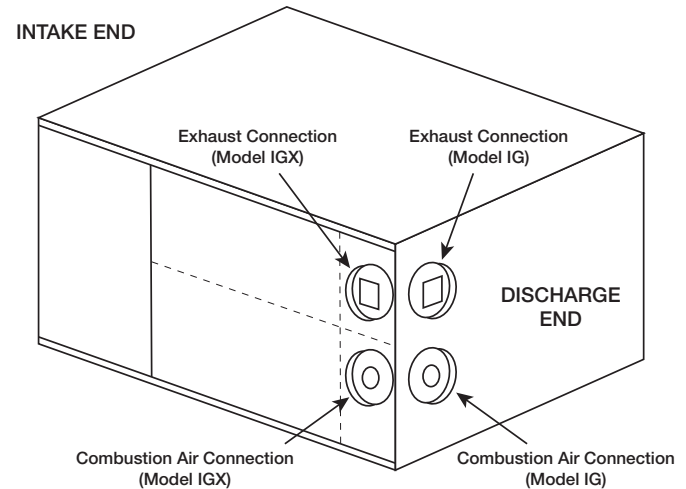 INTAKE END
Exhaust Connection
(Model IGX)
Exhaust Connection
(Model IG)
DISCHARGE
END
Combustion Air Connection
(Model IGX)
Combustion Air Connection
(Model IG)